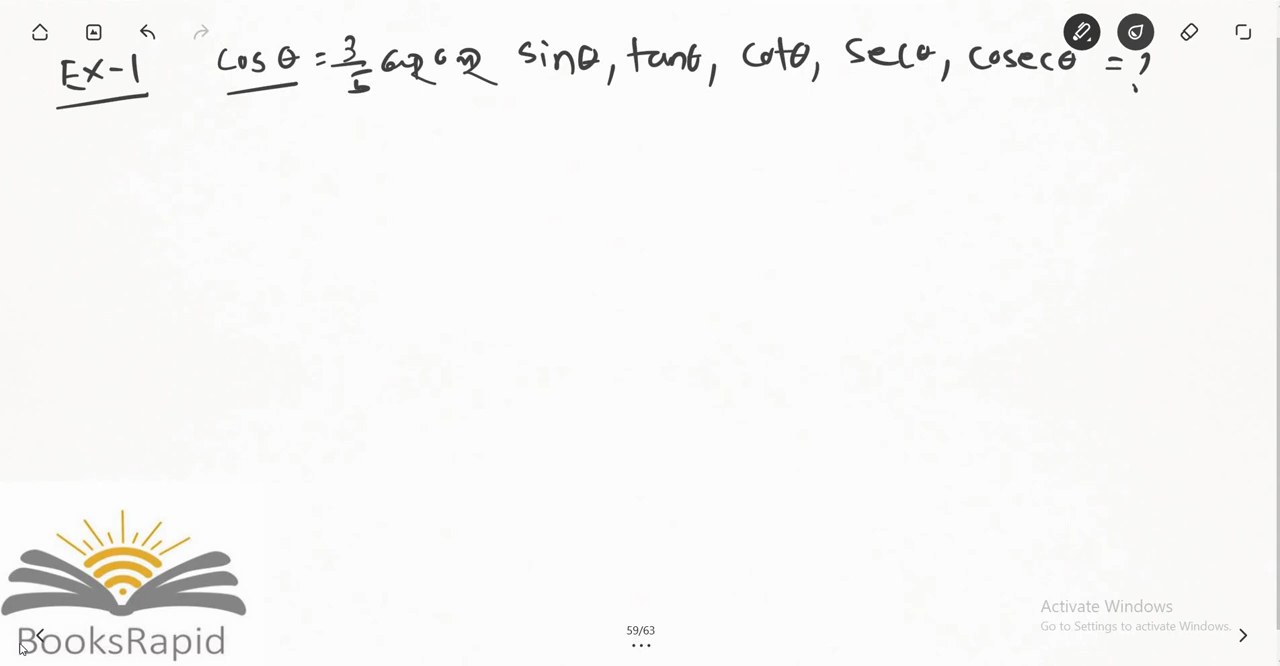 Ex-1 cos θ = 3/5 sinθ, tanθ, cotθ, secθ, cosecθ = ?
BooksRapid
Activate Windows
Go to Settings to activate Windows.
59/63